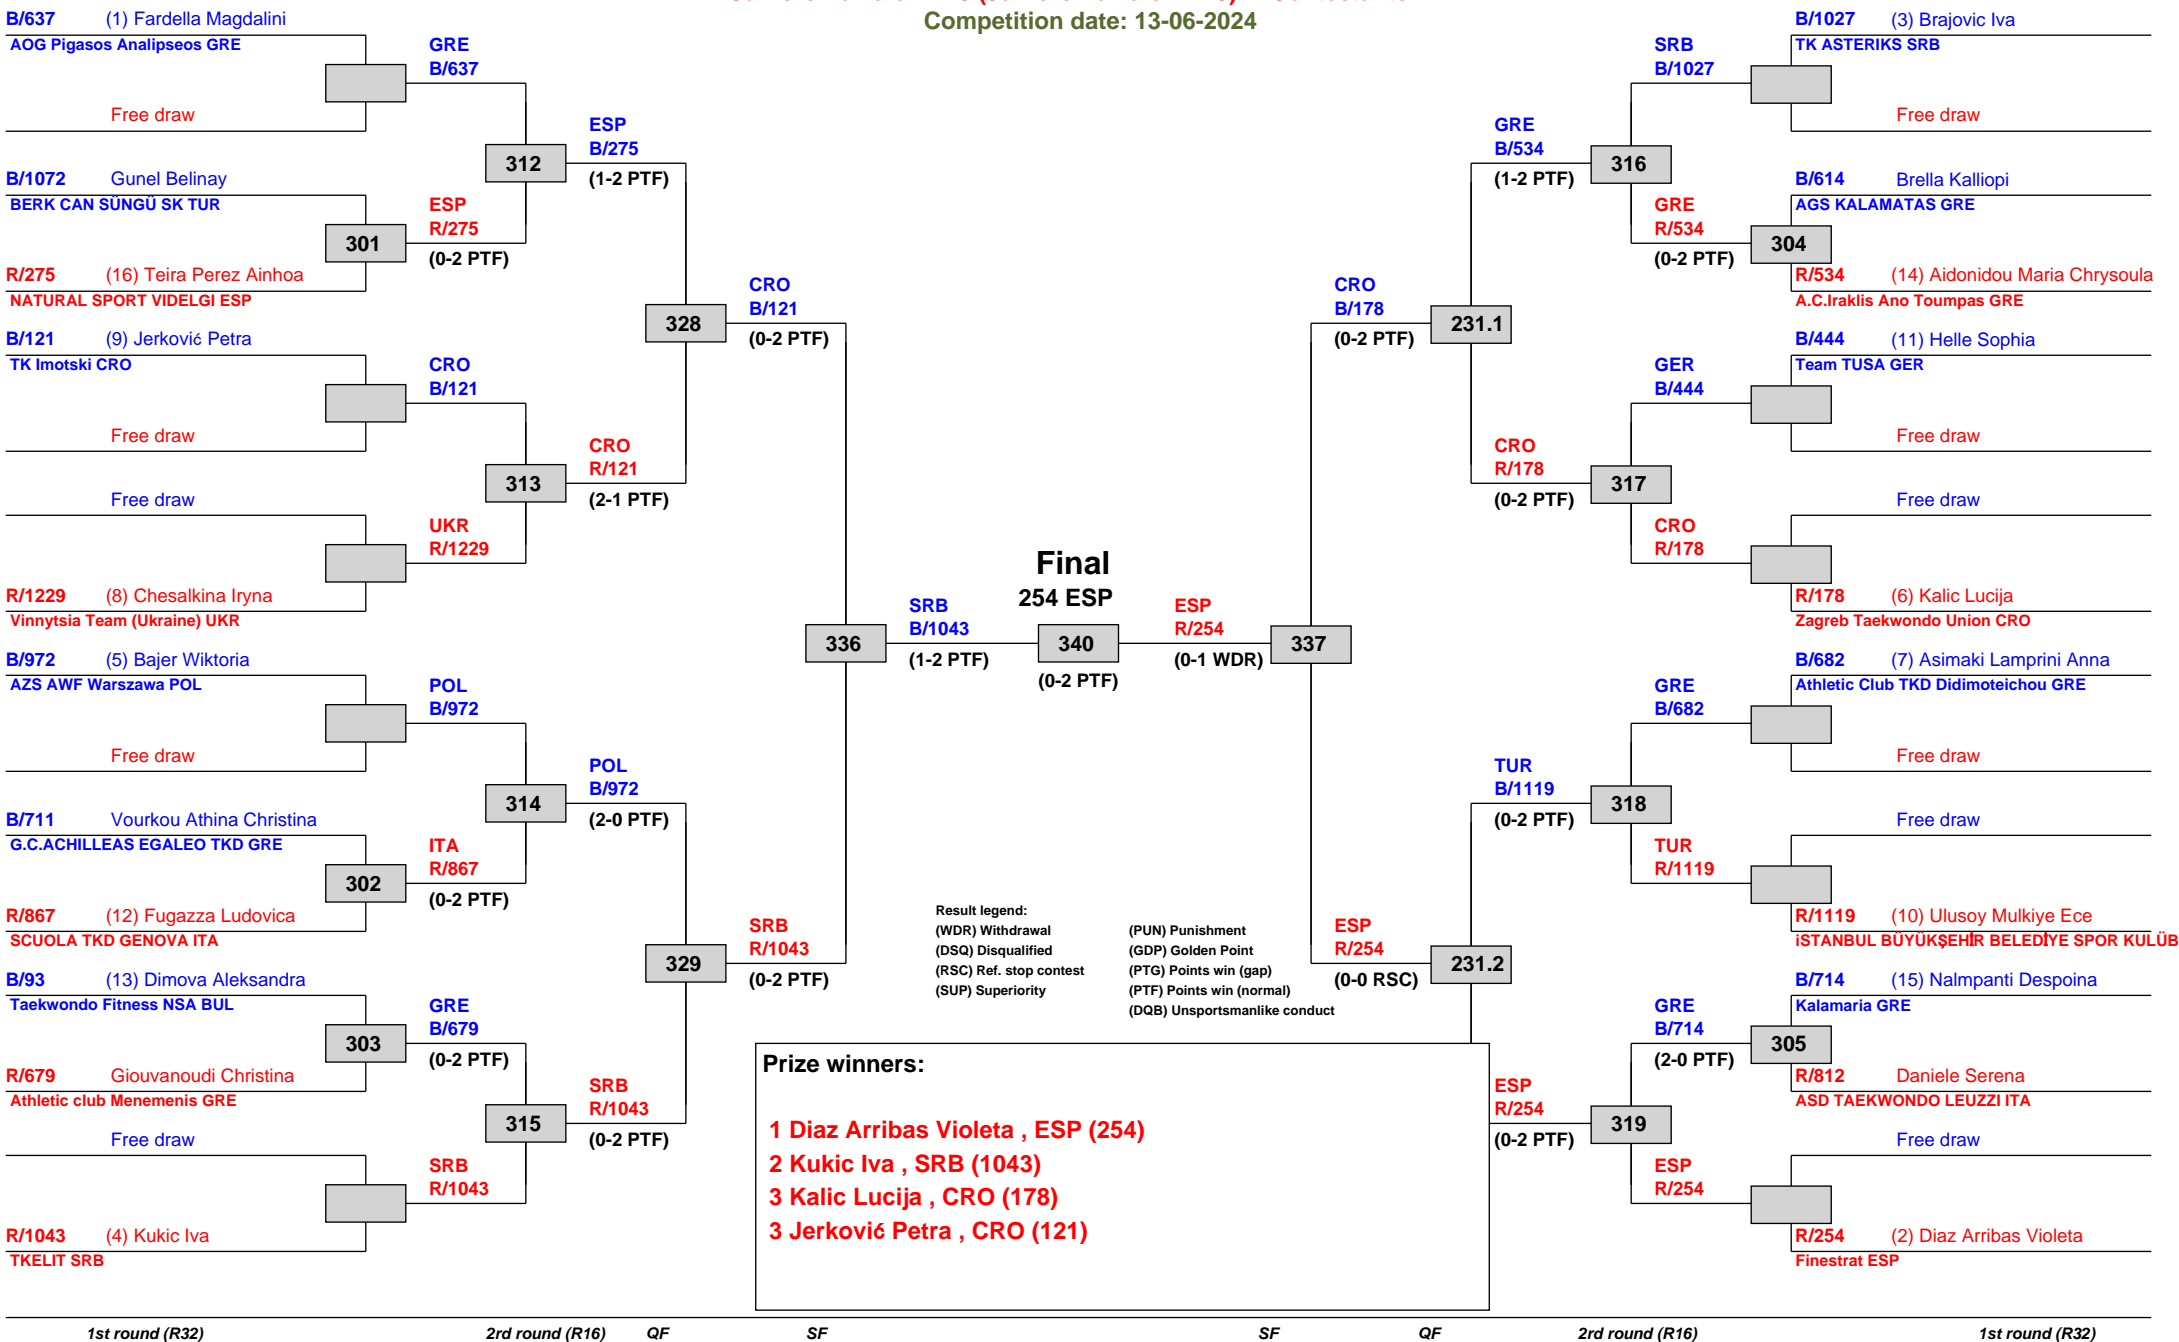 Competition date: 13-06-2024
B/637 (1) Fardella Magdalini
AOG Pigasos Analipseos GRE
Free draw
B/1072 Gunel Belinay
BERK CAN SÜNGÜ SK TUR
R/275 (16) Teira Perez Ainhoa
NATURAL SPORT VIDELGI ESP
B/121 (9) Jerković Petra
TK Imotski CRO
Free draw
Free draw
R/1229 (8) Chesalkina Iryna
Vinnytsia Team (Ukraine) UKR
B/972 (5) Bajer Wiktoria
AZS AWF Warszawa POL
Free draw
B/711 Vourkou Athina Christina
G.C.ACHILLEAS EGALEO TKD GRE
R/867 (12) Fugazza Ludovica
SCUOLA TKD GENOVA ITA
B/93 (13) Dimova Aleksandra
Taekwondo Fitness NSA BUL
R/679 Giouvanoudi Christina
Athletic club Menemenis GRE
Free draw
R/1043 (4) Kukic Iva
TKELIT SRB
301
302
303
GRE
B/637
ESP
R/275
(0-2 PTF)
CRO
B/121
UKR
R/1229
POL
B/972
ITA
R/867
(0-2 PTF)
GRE
B/679
(0-2 PTF)
SRB
R/1043
312
313
314
315
ESP
B/275
(1-2 PTF)
CRO
R/121
(2-1 PTF)
POL
B/972
(2-0 PTF)
SRB
R/1043
(0-2 PTF)
328
329
CRO
B/121
(0-2 PTF)
SRB
R/1043
(0-2 PTF)
336
SRB
B/1043
(1-2 PTF)
Final
254 ESP
340
(0-2 PTF)
ESP
R/254
(0-1 WDR)
337
CRO
B/178
(0-2 PTF)
ESP
R/254
(0-0 RSC)
231.1
231.2
GRE
B/534
(1-2 PTF)
CRO
R/178
(0-2 PTF)
TUR
B/1119
(0-2 PTF)
ESP
R/254
(0-2 PTF)
316
317
318
319
SRB
B/1027
GRE
R/534
(0-2 PTF)
GER
B/444
CRO
R/178
GRE
B/682
TUR
R/1119
GRE
B/714
(2-0 PTF)
ESP
R/254
304
305
B/1027 (3) Brajovic Iva
TK ASTERIKS SRB
Free draw
B/614 Brella Kalliopi
AGS KALAMATAS GRE
R/534 (14) Aidonidou Maria Chrysoula
A.C.Iraklis Ano Toumpas GRE
B/444 (11) Helle Sophia
Team TUSA GER
Free draw
Free draw
R/178 (6) Kalic Lucija
Zagreb Taekwondo Union CRO
B/682 (7) Asimaki Lamprini Anna
Athletic Club TKD Didimoteichou GRE
Free draw
Free draw
R/1119 (10) Ulusoy Mulkiye Ece
iSTANBUL BÜYÜKŞEHİR BELEDİYE SPOR KULÜB
B/714 (15) Nalmpanti Despoina
Kalamaria GRE
R/812 Daniele Serena
ASD TAEKWONDO LEUZZI ITA
Free draw
R/254 (2) Diaz Arribas Violeta
Finestrat ESP
Result legend:
(WDR) Withdrawal (PUN) Punishment
(DSQ) Disqualified (GDP) Golden Point
(RSC) Ref. stop contest (PTG) Points win (gap)
(SUP) Superiority (PTF) Points win (normal)
(DQB) Unsportsmanlike conduct
Prize winners:
1 Diaz Arribas Violeta , ESP (254)
2 Kukic Iva , SRB (1043)
3 Kalic Lucija , CRO (178)
3 Jerković Petra , CRO (121)
1st round (R32) 2rd round (R16) QF SF SF QF 2rd round (R16) 1st round (R32)